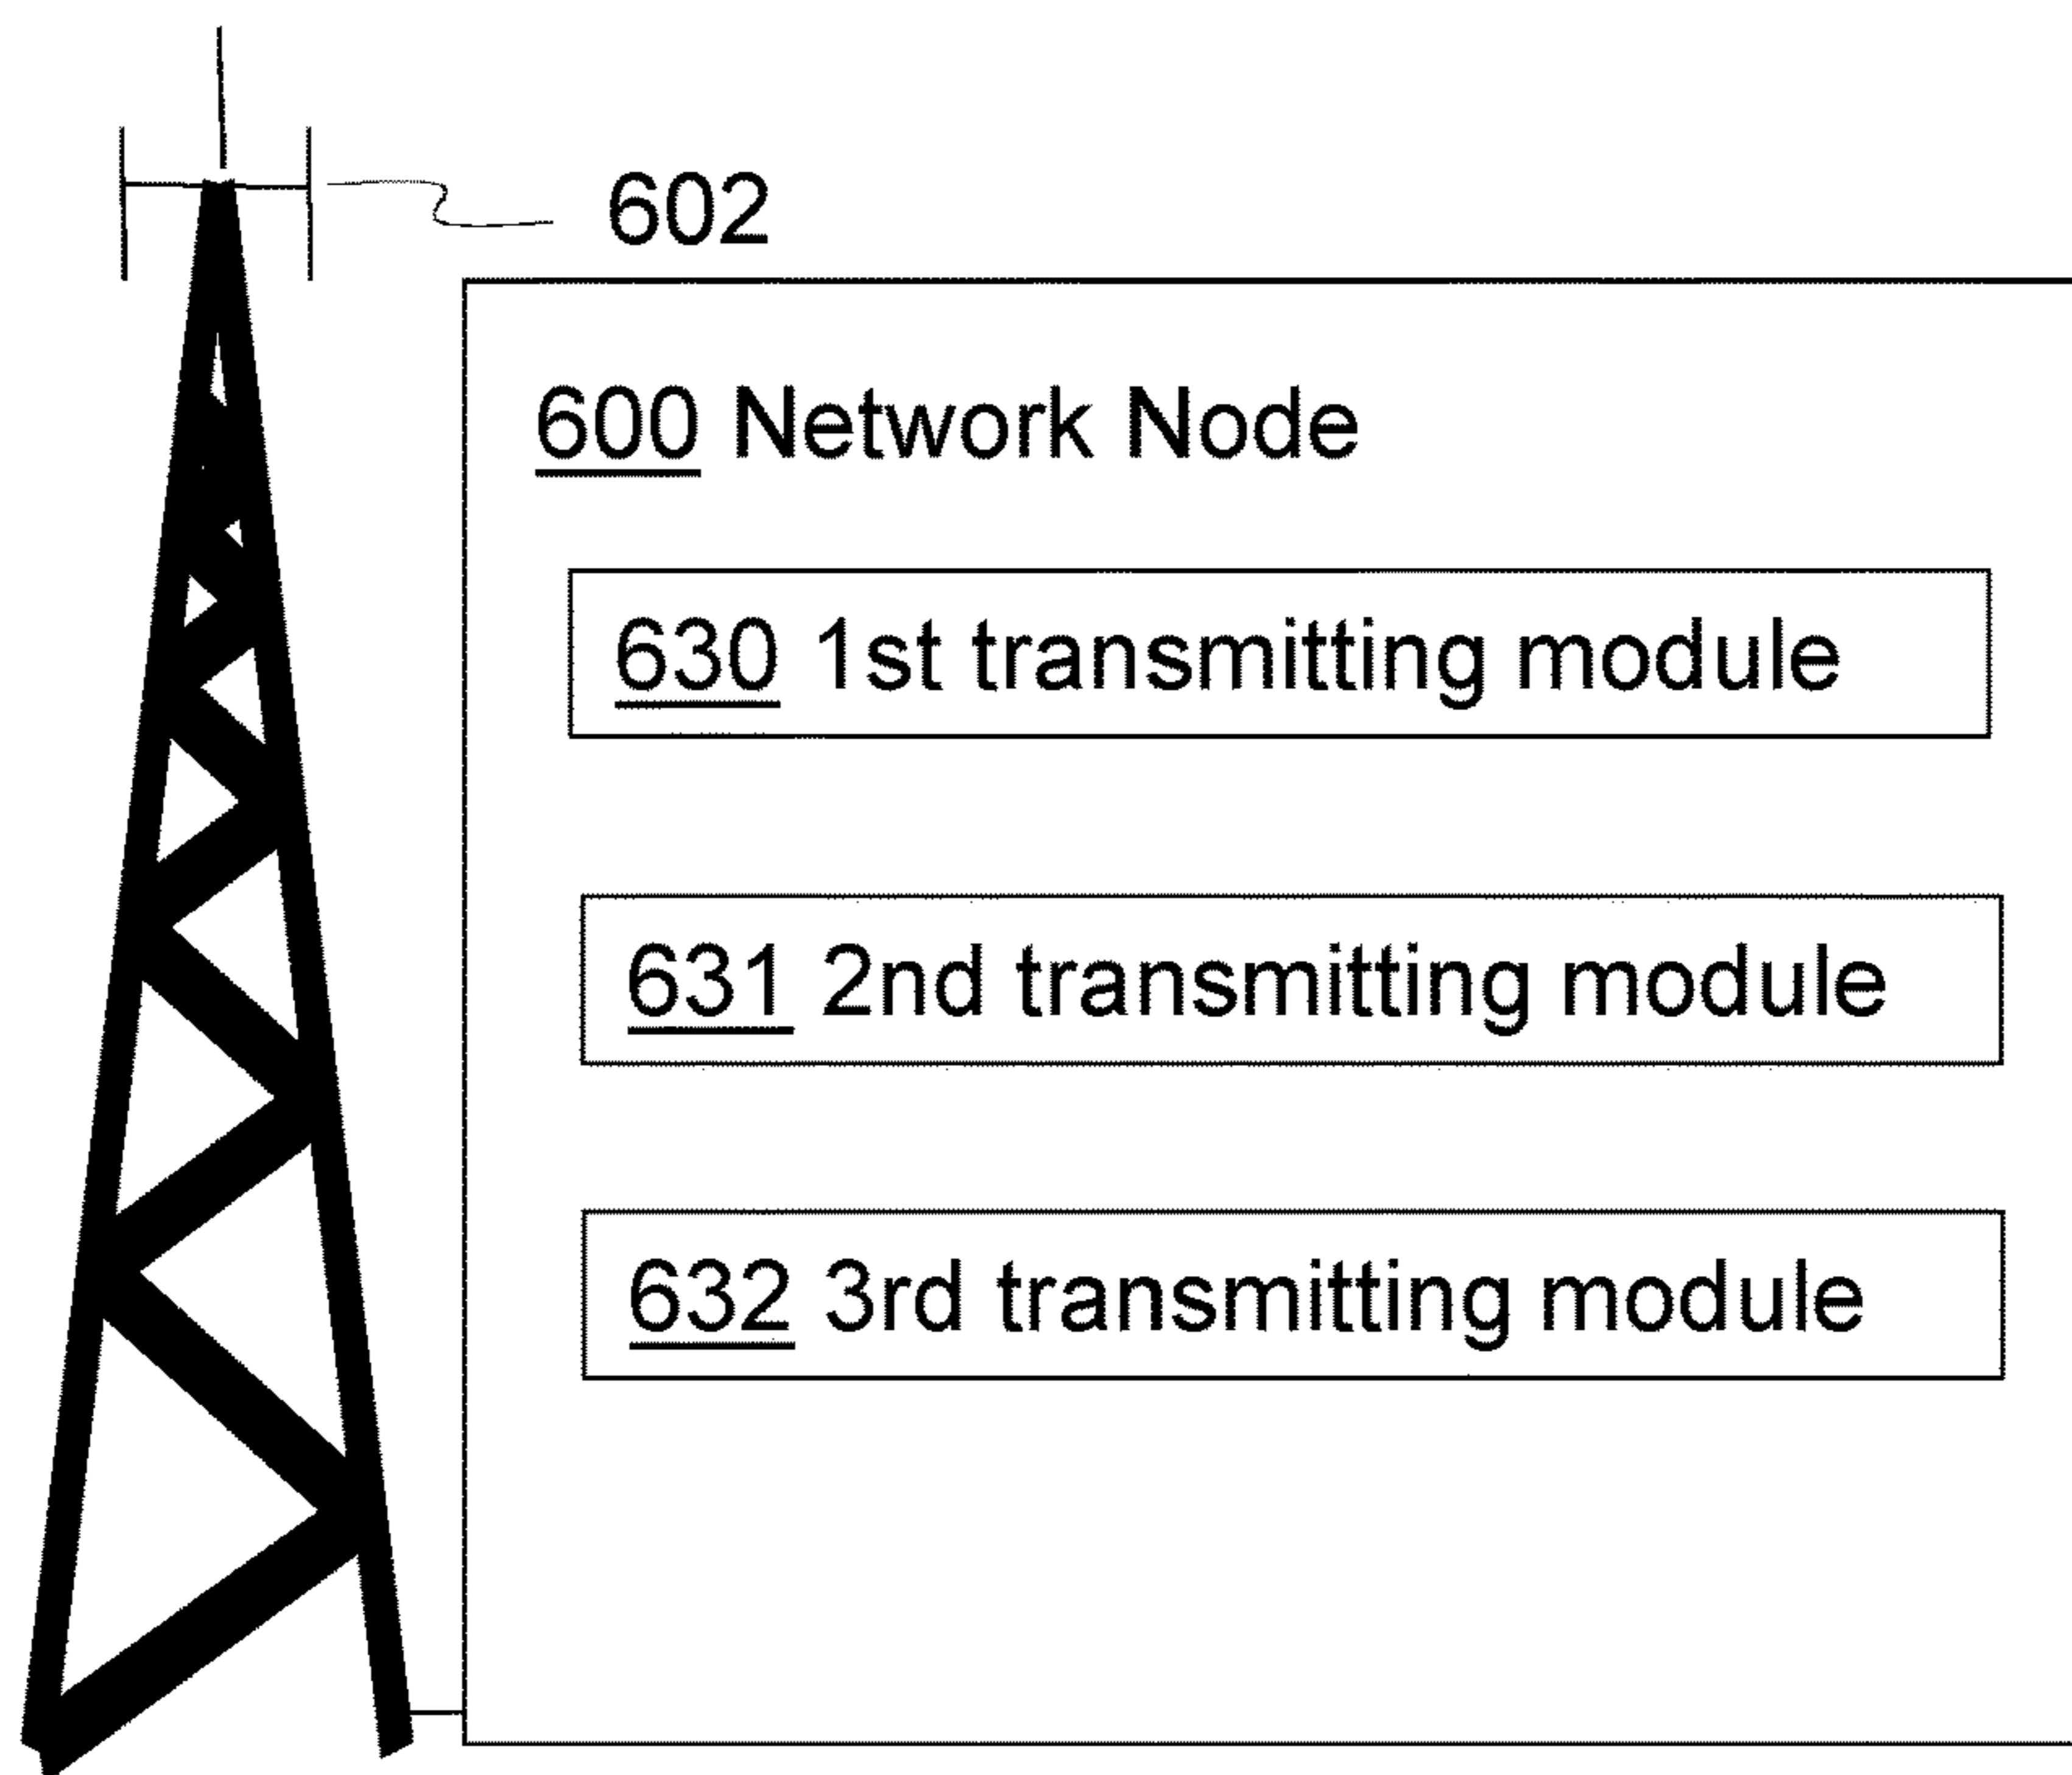 602
600 Network Node
630 1st transmitting module
631 2nd transmitting module
632 3rd transmitting module